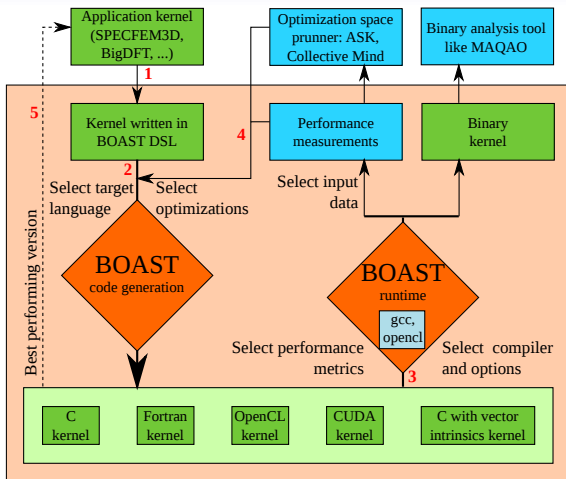 Application kernel
(SPECFEM3D,
BigDFT, ...)
Optimization space
prunner: ASK,
Collective Mind
Binary analysis tool
like MAQAO
1
5
Kernel written in
BOAST DSL
4
Performance
measurements
Binary
kernel
2
Select target
language
Select
optimizations
Select input
data
BOAST
code generation
BOAST
runtime
gcc,
opencl
Best performing version
Select performance
metrics
Select compiler
and options
3
C
kernel
Fortran
kernel
OpenCL
kernel
CUDA
kernel
C with vector
intrinsics kernel